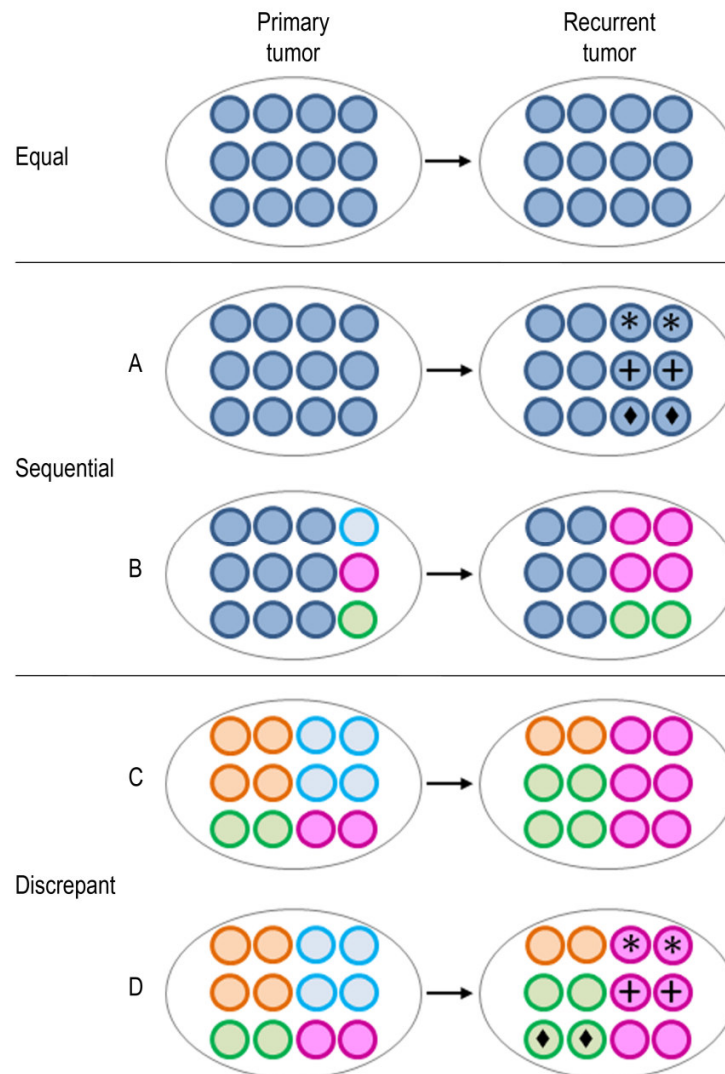 Primary
tumor
Recurrent
tumor
Equal
A
Sequential
B
C
Discrepant
D